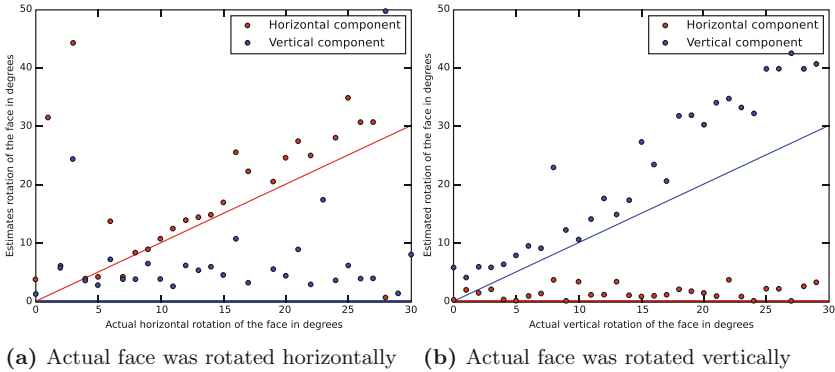 50
40
30
20
10
0
Estimates rotation of the face in degrees
Horizontal component
Vertical component
0 5 10 15 20 25 30
Actual horizontal rotation of the face in degrees
(a) Actual face was rotated horizontally
50
40
30
20
10
0
Estimated rotation of the face in degrees
Horizontal component
Vertical component
0 5 10 15 20 25 30
Actual vertical rotation of the face in degrees
(b) Actual face was rotated vertically